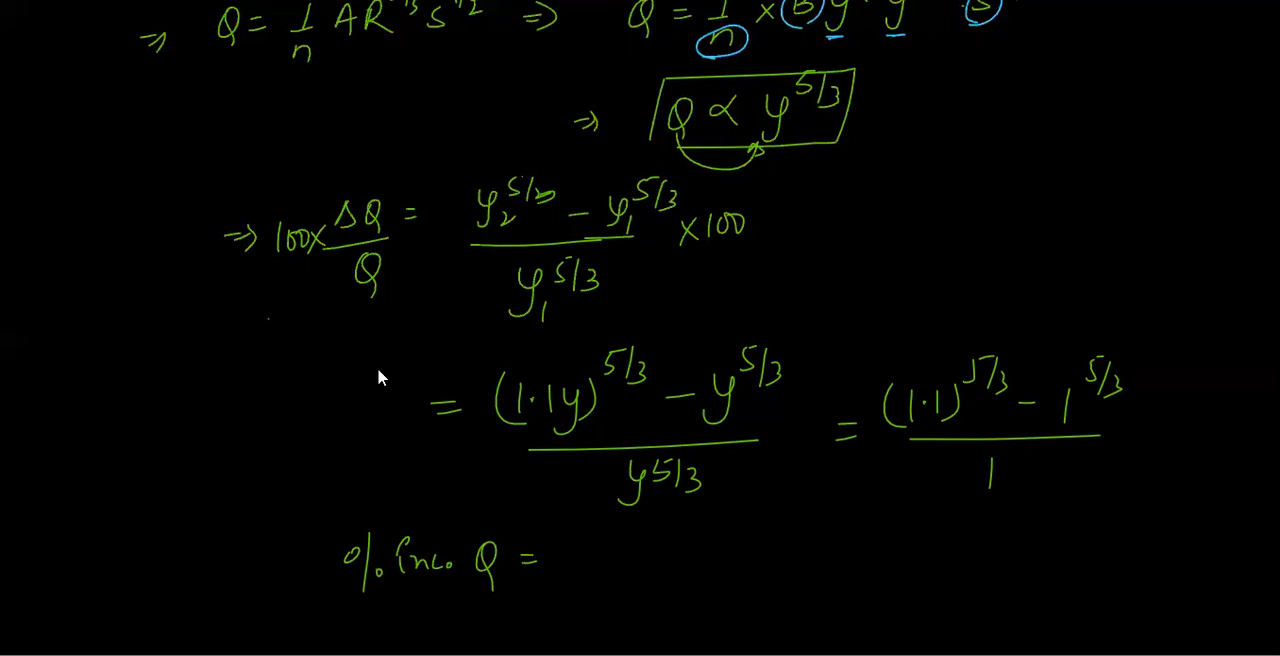 ⇒ Q = 1/n A R^2/3 S^1/2 ⇒ Q = 1/n × (B) y y
⇒ Q ∝ y^5/3
⇒ 100 × ΔQ/Q = (y₂^5/3 − y₁^5/3)/y₁^5/3 × 100
= ((1.1y)^5/3 − y^5/3)/y^5/3 = ((1.1)^5/3 − 1^5/3)/1
% inc. Q =